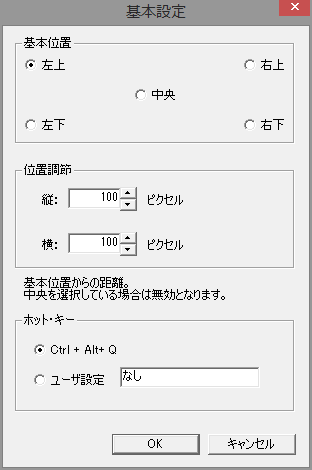 基本設定
基本位置
左上 右上
中央
左下 右下
位置調節
縦: 100 ピクセル
横: 100 ピクセル
基本位置からの距離。
中央を選択している場合は無効となります。
ホット・キー
Ctrl + Alt+ Q
ユーザ設定 なし
OK キャンセル